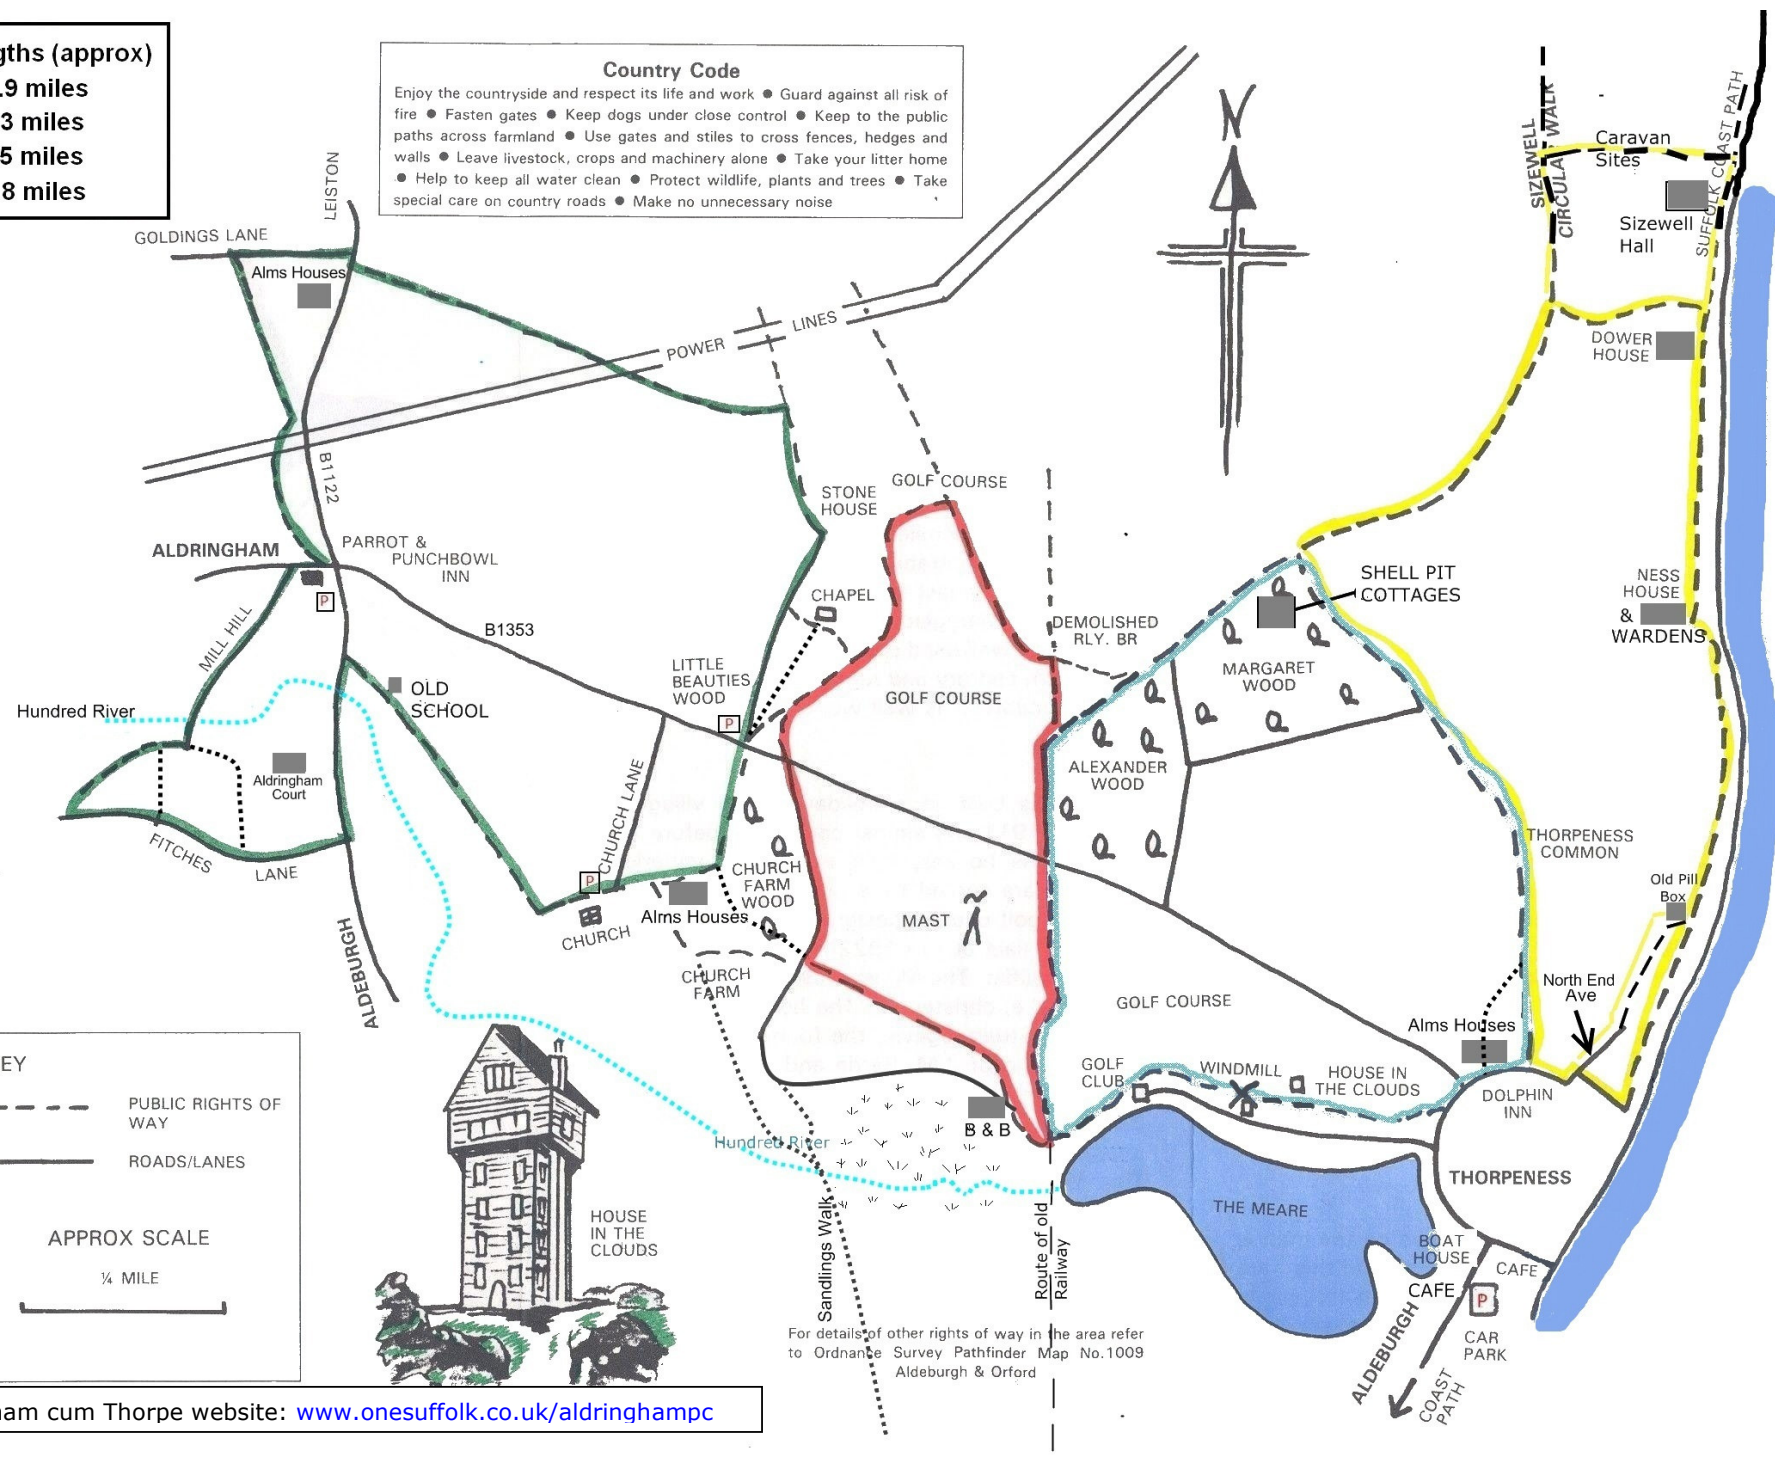 gths (approx)
.9 miles
3 miles
5 miles
8 miles
Country Code
Enjoy the countryside and respect its life and work ● Guard against all risk of
fire ● Fasten gates ● Keep dogs under close control ● Keep to the public
paths across farmland ● Use gates and stiles to cross fences, hedges and
walls ● Leave livestock, crops and machinery alone ● Take your litter home
● Help to keep all water clean ● Protect wildlife, plants and trees ● Take
special care on country roads ● Make no unnecessary noise
N
SIZEWELL
CIRCULAR WALK
Caravan
Sites
SUFFOLK COAST PATH
Sizewell
Hall
LEISTON
GOLDINGS LANE
Alms Houses
POWER
LINES
DOWER
HOUSE
B1122
STONE
HOUSE
GOLF COURSE
ALDRINGHAM
PARROT &
PUNCHBOWL
INN
P
CHAPEL
SHELL PIT
COTTAGES
NESS
HOUSE
&
WARDENS
MILL HILL
B1353
DEMOLISHED
RLY. BR
LITTLE
BEAUTIES
WOOD
GOLF COURSE
MARGARET
WOOD
OLD
SCHOOL
Hundred River
P
Aldringham
Court
CHURCH LANE
ALEXANDER
WOOD
THORPENESS
COMMON
FITCHES
LANE
CHURCH
FARM
WOOD
P
Old Pill
Box
Alms Houses
MAST
CHURCH
ALDEBURGH
CHURCH
FARM
North End
Ave
GOLF COURSE
Alms Houses
EY
PUBLIC RIGHTS OF
WAY
ROADS/LANES
APPROX SCALE
¼ MILE
GOLF
CLUB
WINDMILL
HOUSE IN
THE CLOUDS
DOLPHIN
INN
B & B
Hundred River
THORPENESS
THE MEARE
HOUSE
IN THE
CLOUDS
Sandlings Walk
Route of old
Railway
BOAT
HOUSE
CAFE
CAFE
P
CAR
PARK
ALDEBURGH
COAST
PATH
For details of other rights of way in the area refer
to Ordnance Survey Pathfinder Map No.1009
Aldeburgh & Orford
ham cum Thorpe website: www.onesuffolk.co.uk/aldringhampc